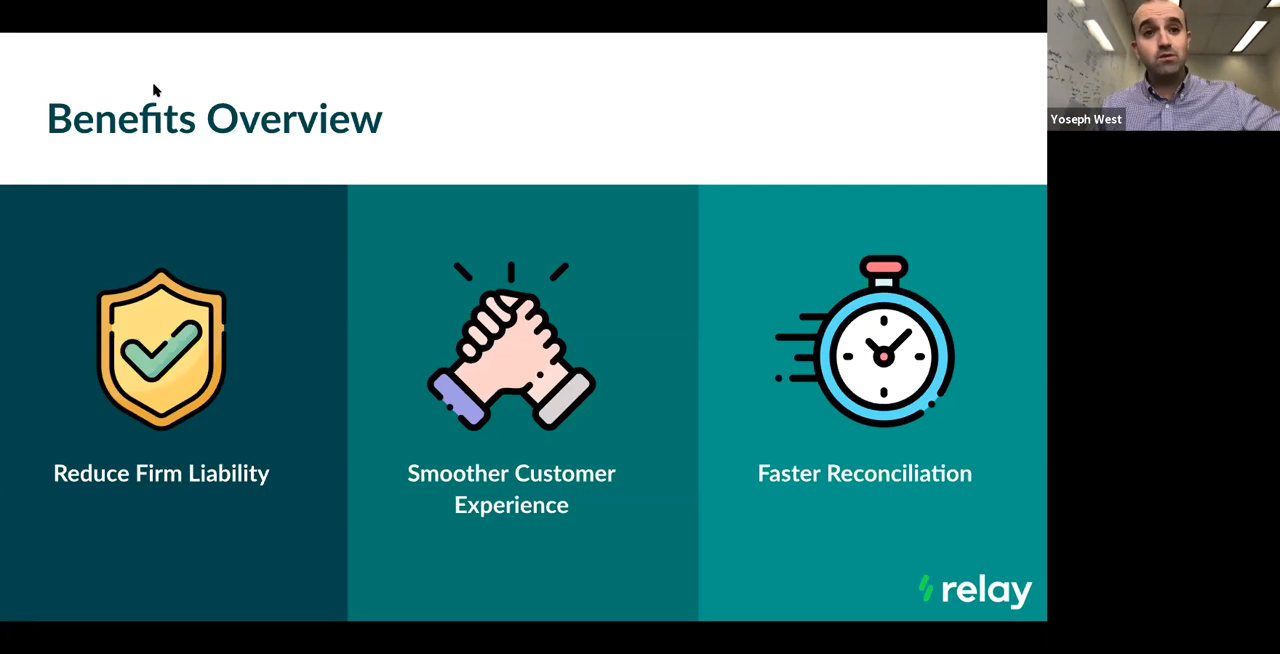 Benefits Overview
Yoseph West
Reduce Firm Liability
Smoother Customer
Experience
Faster Reconciliation
relay